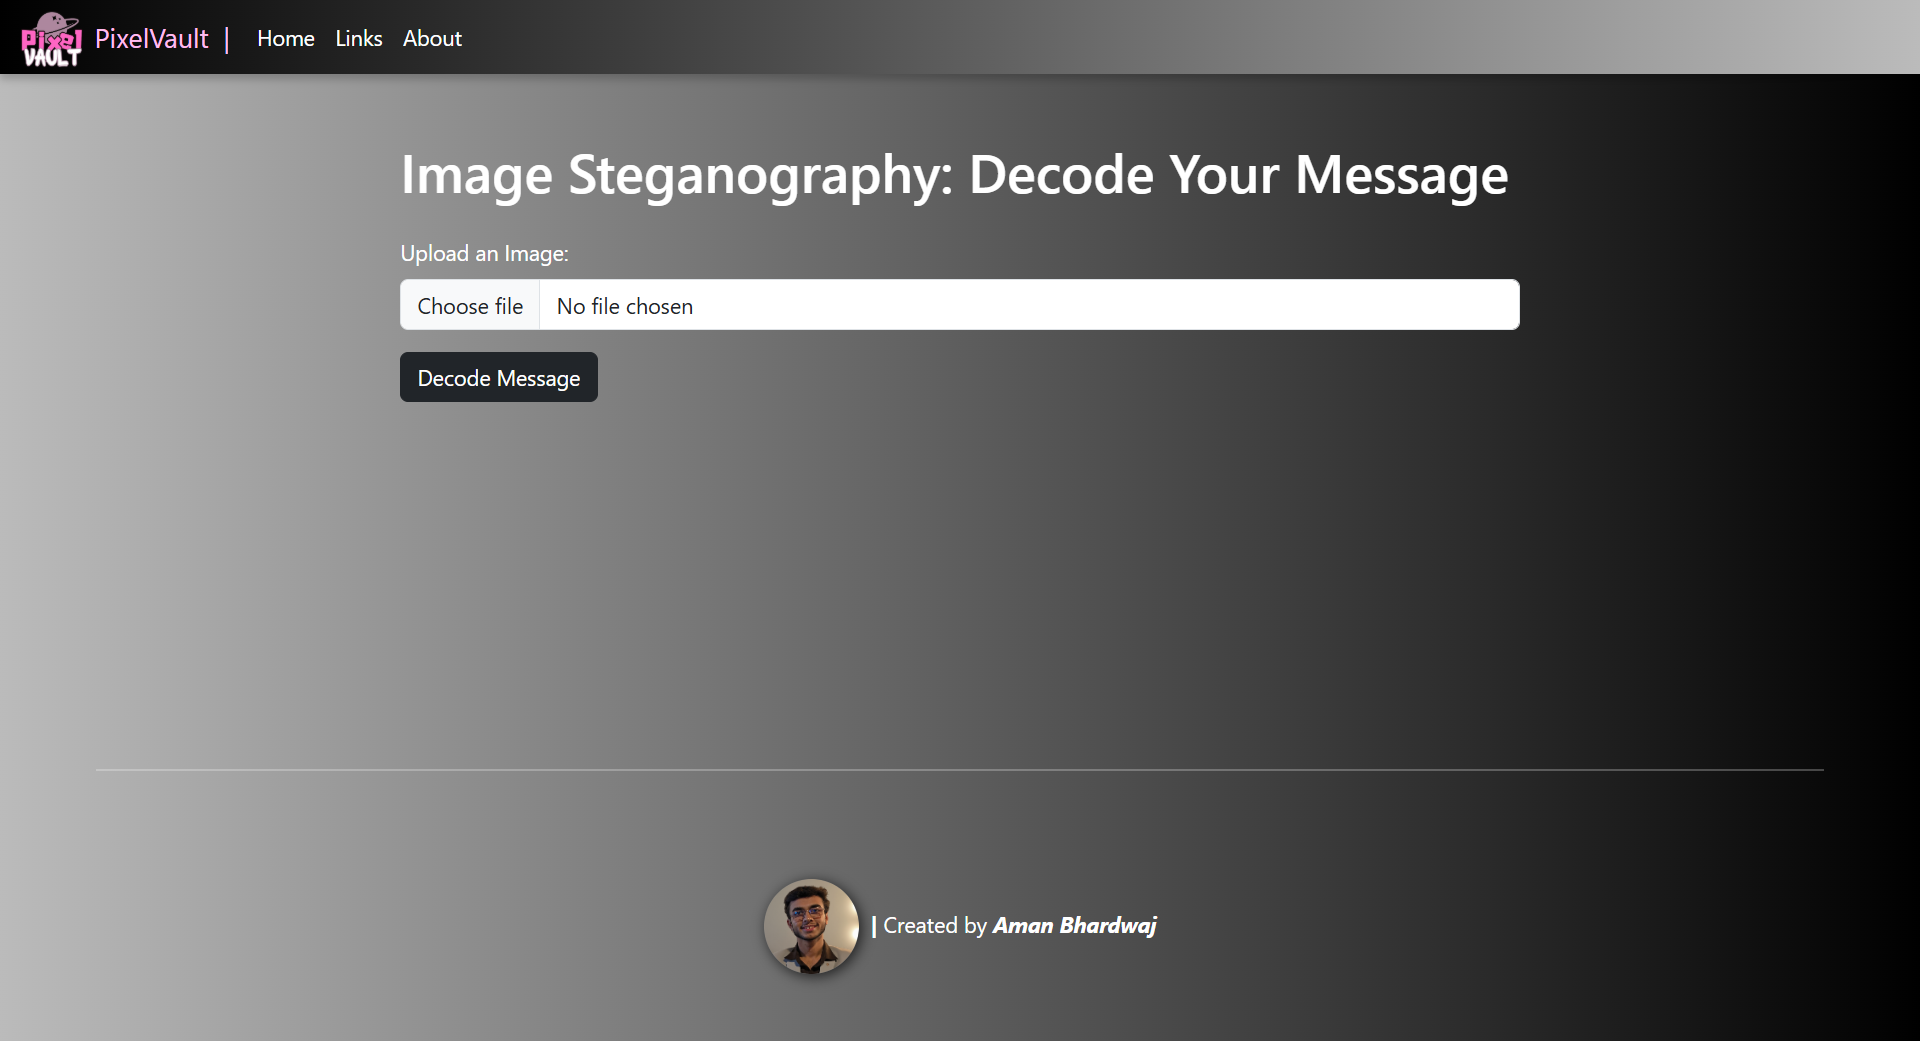 Pixel
VAULT
PixelVault | Home Links About
Image Steganography: Decode Your Message
Upload an Image:
Choose file No file chosen
Decode Message
| Created by Aman Bhardwaj